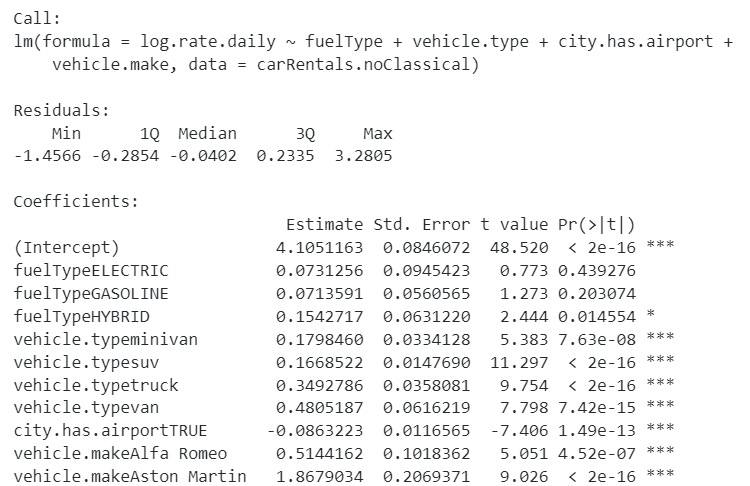 Call:
lm(formula = log.rate.daily ~ fuelType + vehicle.type + city.has.airport +
    vehicle.make, data = carRentals.noClassical)
Residuals:
    Min      1Q  Median      3Q     Max
-1.4566 -0.2854 -0.0402  0.2335  3.2805
Coefficients:
                           Estimate Std. Error t value Pr(>|t|)
(Intercept)               4.1051163  0.0846072  48.520  < 2e-16 ***
fuelTypeELECTRIC          0.0731256  0.0945423   0.773 0.439276
fuelTypeGASOLINE          0.0713591  0.0560565   1.273 0.203074
fuelTypeHYBRID            0.1542717  0.0631220   2.444 0.014554 *
vehicle.typeminivan       0.1798460  0.0334128   5.383 7.63e-08 ***
vehicle.typesuv           0.1668522  0.0147690  11.297  < 2e-16 ***
vehicle.typetruck         0.3492786  0.0358081   9.754  < 2e-16 ***
vehicle.typevan           0.4805187  0.0616219   7.798 7.42e-15 ***
city.has.airportTRUE     -0.0863223  0.0116565  -7.406 1.49e-13 ***
vehicle.makeAlfa Romeo    0.5144162  0.1018362   5.051 4.52e-07 ***
vehicle.makeAston Martin  1.8679034  0.2069371   9.026  < 2e-16 ***